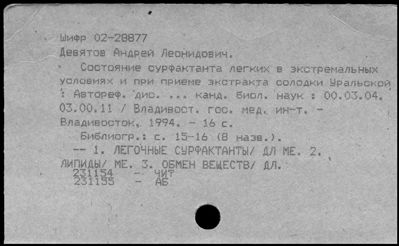 Шифр 02-28877
Девятов Андрей Леонидович.
Состояние сурфактанта легких в экстремальных
условиях и при приеме экстракта солодки Уральской
: Автореф. дис. ... канд. биол. наук : 00.03.04.
03.00.11 / Владивост. гос. мед. ин-т. -
Владивосток, 1994. - 16 с.
Библиогр.: с. 15-16 (8 назв.).
-- 1. ЛЕГОЧНЫЕ СУРФАКТАНТЫ/ ДЛ МЕ. 2.
ЛИПИДЫ/ МЕ. 3. ОБМЕН ВЕЩЕСТВ/ ДЛ.
231154 - ЧИТ
231155 - АБ